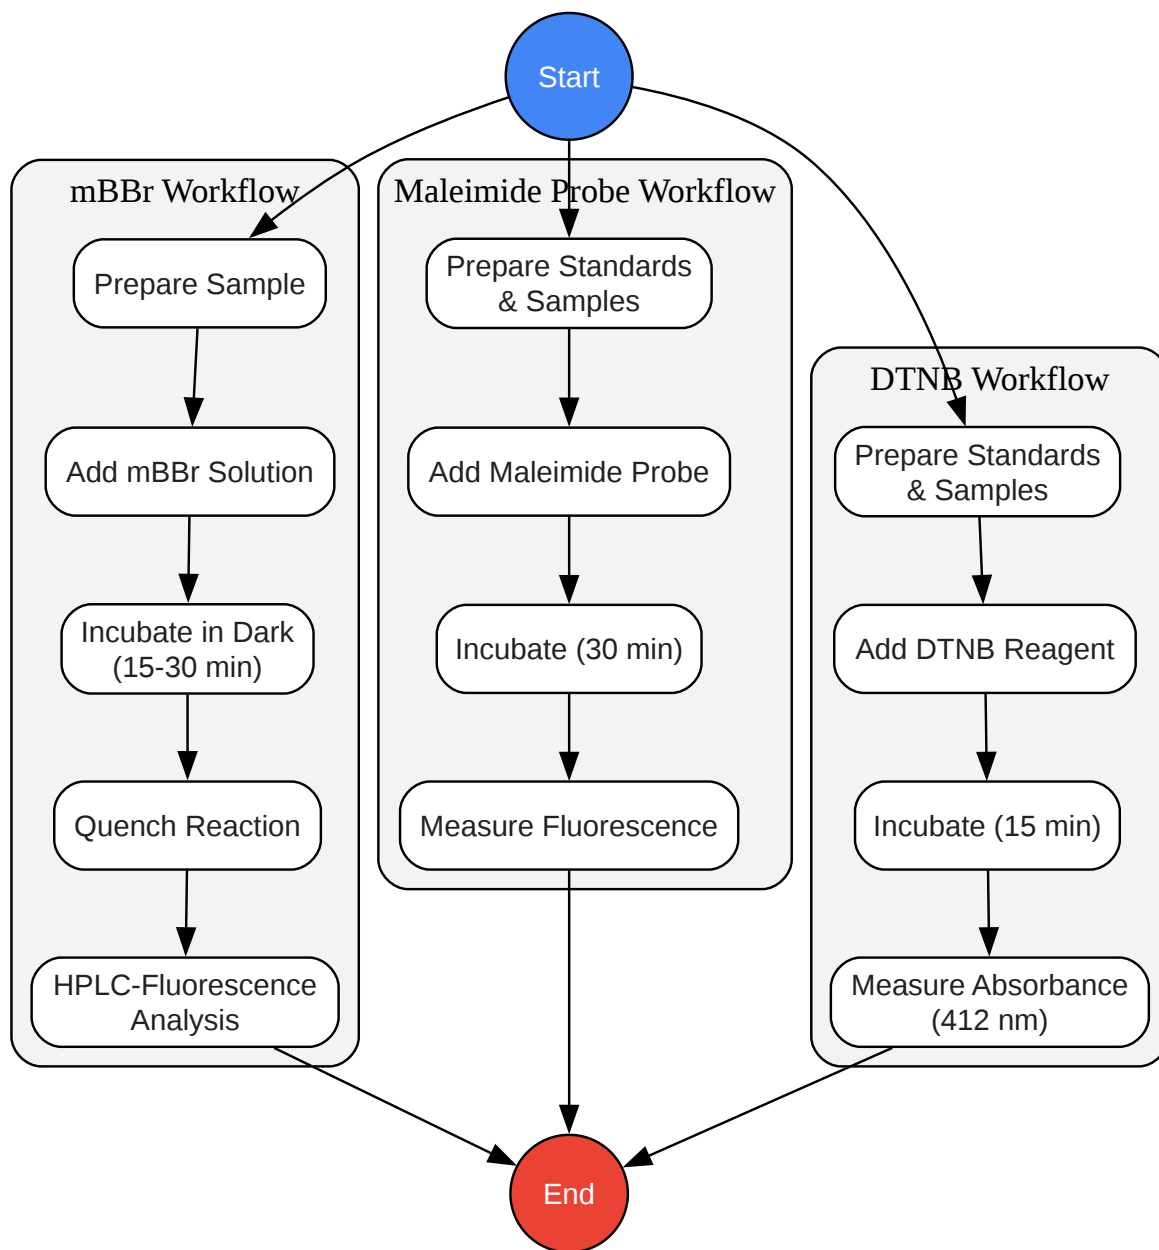 Start
mBBr Workflow
Prepare Sample
Add mBBr Solution
Incubate in Dark
(15-30 min)
Quench Reaction
HPLC-Fluorescence
Analysis
Maleimide Probe Workflow
Prepare Standards
& Samples
Add Maleimide Probe
Incubate (30 min)
Measure Fluorescence
DTNB Workflow
Prepare Standards
& Samples
Add DTNB Reagent
Incubate (15 min)
Measure Absorbance
(412 nm)
End